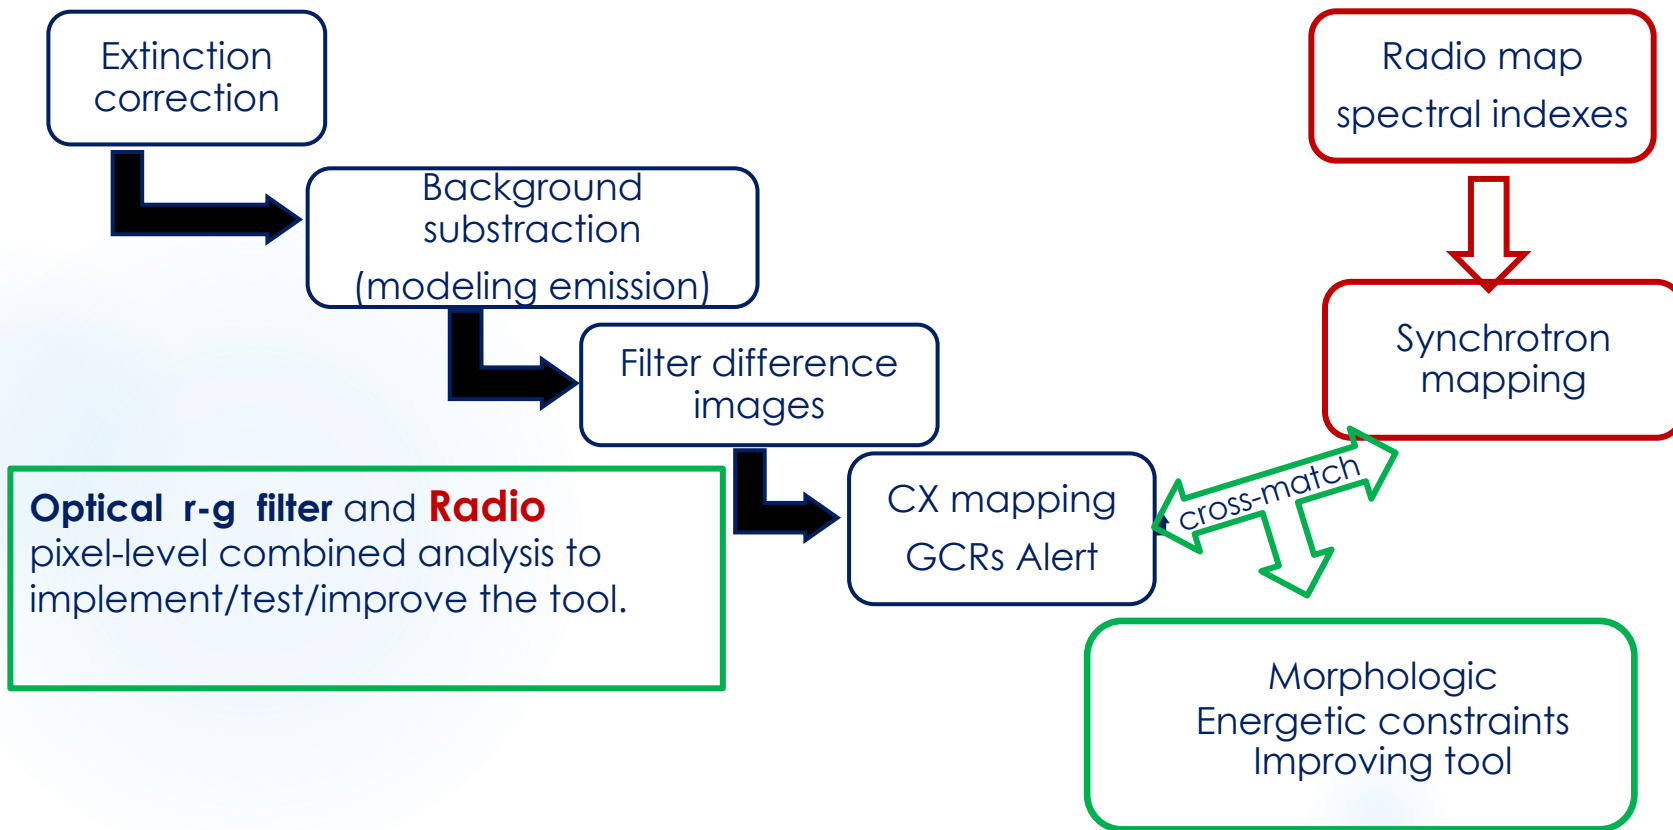 Extinction
correction
Background
substraction
(modeling emission)
Filter difference
images
CX mapping
GCRs Alert
Radio map
spectral indexes
Synchrotron
mapping
cross-match
Optical r-g filter and Radio
pixel-level combined analysis to
implement/test/improve the tool.
Morphologic
Energetic constraints
Improving tool